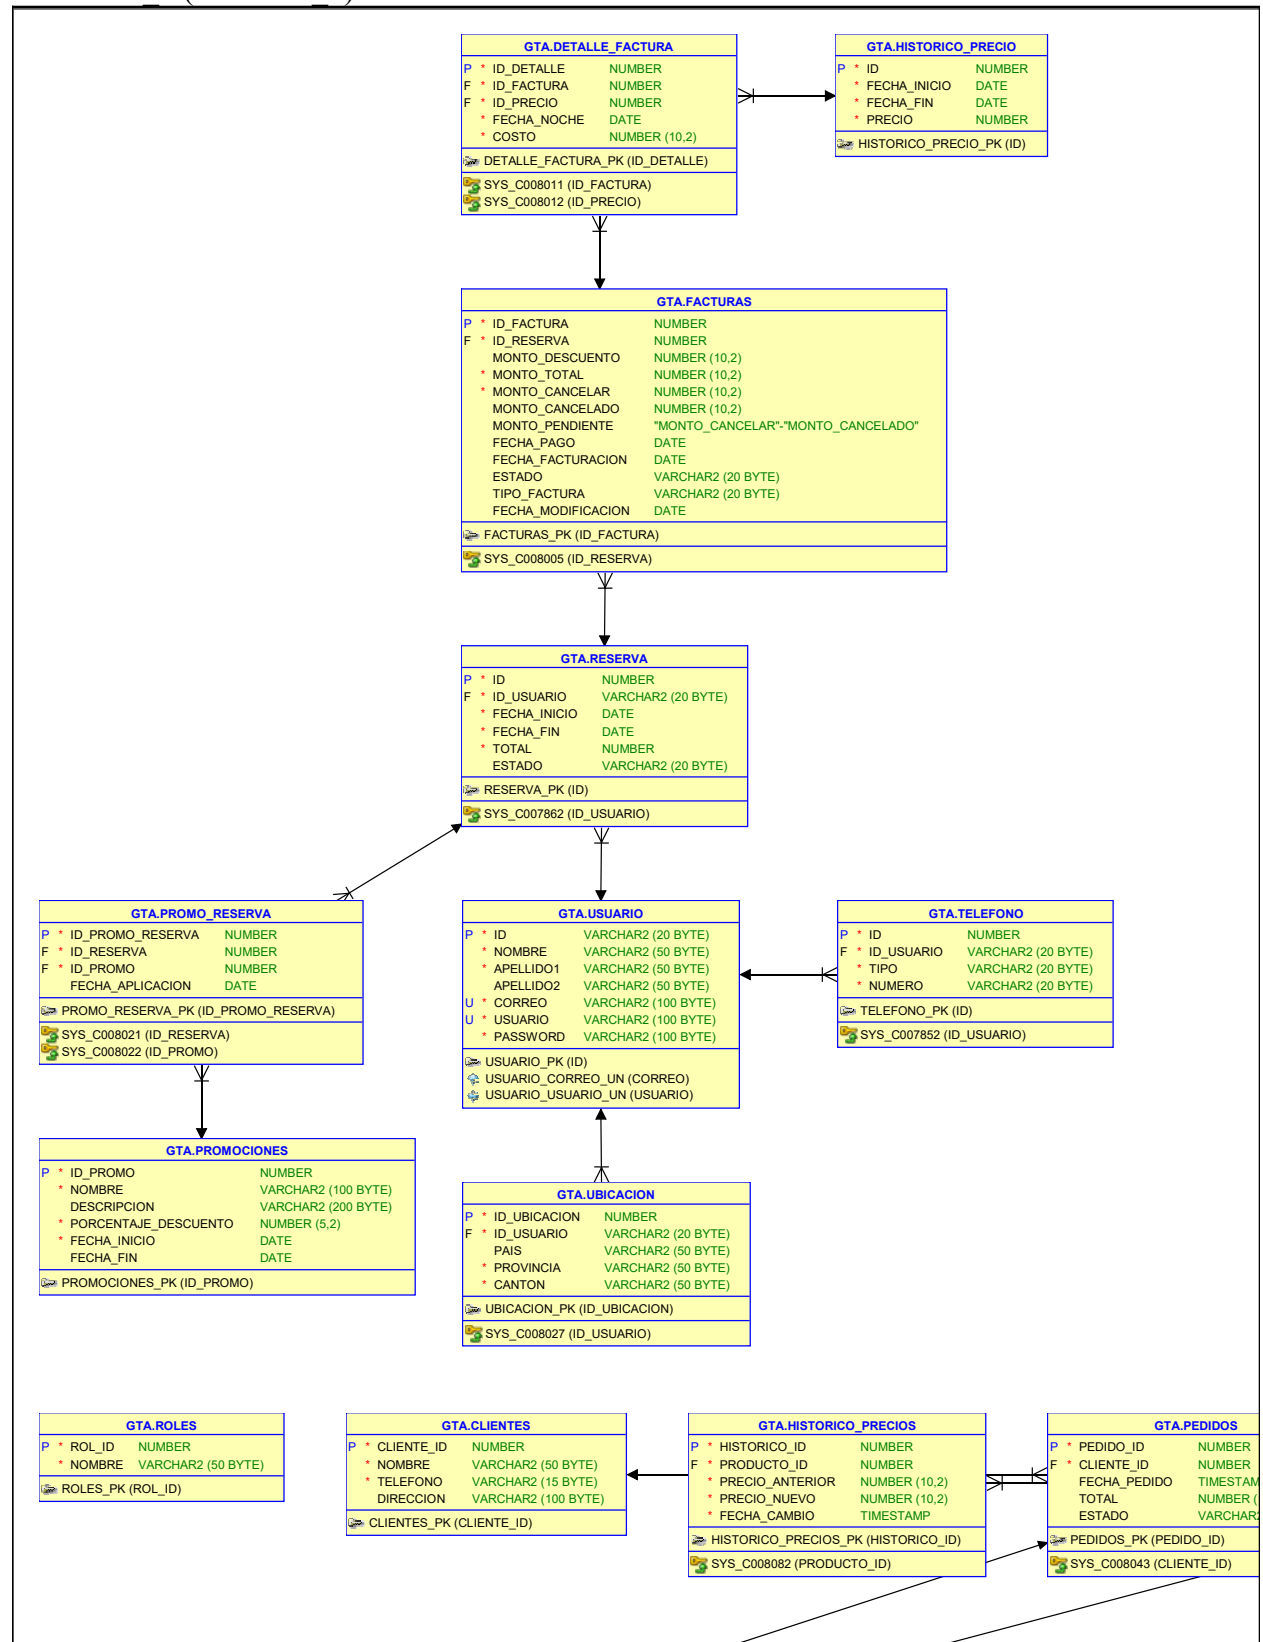 GTA.DETALLE_FACTURA
P * ID_DETALLE NUMBER
F * ID_FACTURA NUMBER
F * ID_PRECIO NUMBER
* FECHA_NOCHE DATE
* COSTO NUMBER (10,2)
DETALLE_FACTURA_PK (ID_DETALLE)
SYS_C008011 (ID_FACTURA)
SYS_C008012 (ID_PRECIO)
GTA.HISTORICO_PRECIO
P * ID NUMBER
* FECHA_INICIO DATE
* FECHA_FIN DATE
* PRECIO NUMBER
HISTORICO_PRECIO_PK (ID)
GTA.FACTURAS
P * ID_FACTURA NUMBER
F * ID_RESERVA NUMBER
MONTO_DESCUENTO NUMBER (10,2)
* MONTO_TOTAL NUMBER (10,2)
* MONTO_CANCELAR NUMBER (10,2)
MONTO_CANCELADO NUMBER (10,2)
MONTO_PENDIENTE "MONTO_CANCELAR"-"MONTO_CANCELADO"
FECHA_PAGO DATE
FECHA_FACTURACION DATE
ESTADO VARCHAR2 (20 BYTE)
TIPO_FACTURA VARCHAR2 (20 BYTE)
FECHA_MODIFICACION DATE
FACTURAS_PK (ID_FACTURA)
SYS_C008005 (ID_RESERVA)
GTA.RESERVA
P * ID NUMBER
F * ID_USUARIO VARCHAR2 (20 BYTE)
* FECHA_INICIO DATE
* FECHA_FIN DATE
* TOTAL NUMBER
ESTADO VARCHAR2 (20 BYTE)
RESERVA_PK (ID)
SYS_C007862 (ID_USUARIO)
GTA.PROMO_RESERVA
P * ID_PROMO_RESERVA NUMBER
F * ID_RESERVA NUMBER
F * ID_PROMO NUMBER
FECHA_APLICACION DATE
PROMO_RESERVA_PK (ID_PROMO_RESERVA)
SYS_C008021 (ID_RESERVA)
SYS_C008022 (ID_PROMO)
GTA.USUARIO
P * ID VARCHAR2 (20 BYTE)
* NOMBRE VARCHAR2 (50 BYTE)
* APELLIDO1 VARCHAR2 (50 BYTE)
APELLIDO2 VARCHAR2 (50 BYTE)
U * CORREO VARCHAR2 (100 BYTE)
U * USUARIO VARCHAR2 (100 BYTE)
* PASSWORD VARCHAR2 (100 BYTE)
USUARIO_PK (ID)
USUARIO_CORREO_UN (CORREO)
USUARIO_USUARIO_UN (USUARIO)
GTA.TELEFONO
P * ID NUMBER
F * ID_USUARIO VARCHAR2 (20 BYTE)
* TIPO VARCHAR2 (20 BYTE)
* NUMERO VARCHAR2 (20 BYTE)
TELEFONO_PK (ID)
SYS_C007852 (ID_USUARIO)
GTA.PROMOCIONES
P * ID_PROMO NUMBER
* NOMBRE VARCHAR2 (100 BYTE)
DESCRIPCION VARCHAR2 (200 BYTE)
* PORCENTAJE_DESCUENTO NUMBER (5,2)
* FECHA_INICIO DATE
FECHA_FIN DATE
PROMOCIONES_PK (ID_PROMO)
GTA.UBICACION
P * ID_UBICACION NUMBER
F * ID_USUARIO VARCHAR2 (20 BYTE)
PAIS VARCHAR2 (50 BYTE)
* PROVINCIA VARCHAR2 (50 BYTE)
* CANTON VARCHAR2 (50 BYTE)
UBICACION_PK (ID_UBICACION)
SYS_C008027 (ID_USUARIO)
GTA.ROLES
P * ROL_ID NUMBER
* NOMBRE VARCHAR2 (50 BYTE)
ROLES_PK (ROL_ID)
GTA.CLIENTES
P * CLIENTE_ID NUMBER
* NOMBRE VARCHAR2 (50 BYTE)
* TELEFONO VARCHAR2 (15 BYTE)
DIRECCION VARCHAR2 (100 BYTE)
CLIENTES_PK (CLIENTE_ID)
GTA.HISTORICO_PRECIOS
P * HISTORICO_ID NUMBER
F * PRODUCTO_ID NUMBER
* PRECIO_ANTERIOR NUMBER (10,2)
* PRECIO_NUEVO NUMBER (10,2)
* FECHA_CAMBIO TIMESTAMP
HISTORICO_PRECIOS_PK (HISTORICO_ID)
SYS_C008082 (PRODUCTO_ID)
GTA.PEDIDOS
P * PEDIDO_ID NUMBER
F * CLIENTE_ID NUMBER
FECHA_PEDIDO TIMESTAM
TOTAL NUMBER (
ESTADO VARCHAR
PEDIDOS_PK (PEDIDO_ID)
SYS_C008043 (CLIENTE_ID)